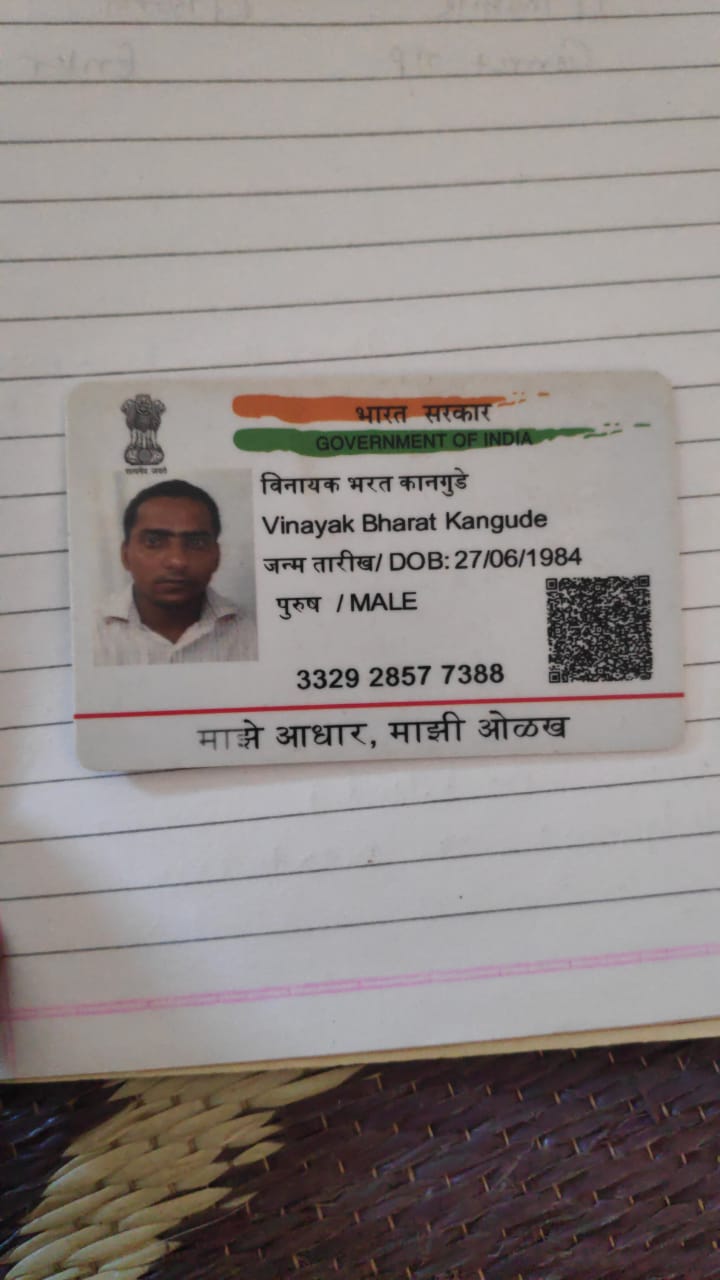 भारत सरकार
GOVERNMENT OF INDIA
सत्यमेव जयते
विनायक भरत कानगुडे
Vinayak Bharat Kangude
जन्म तारीख/ DOB: 27/06/1984
पुरुष / MALE
3329 2857 7388
माझे आधार, माझी ओळख